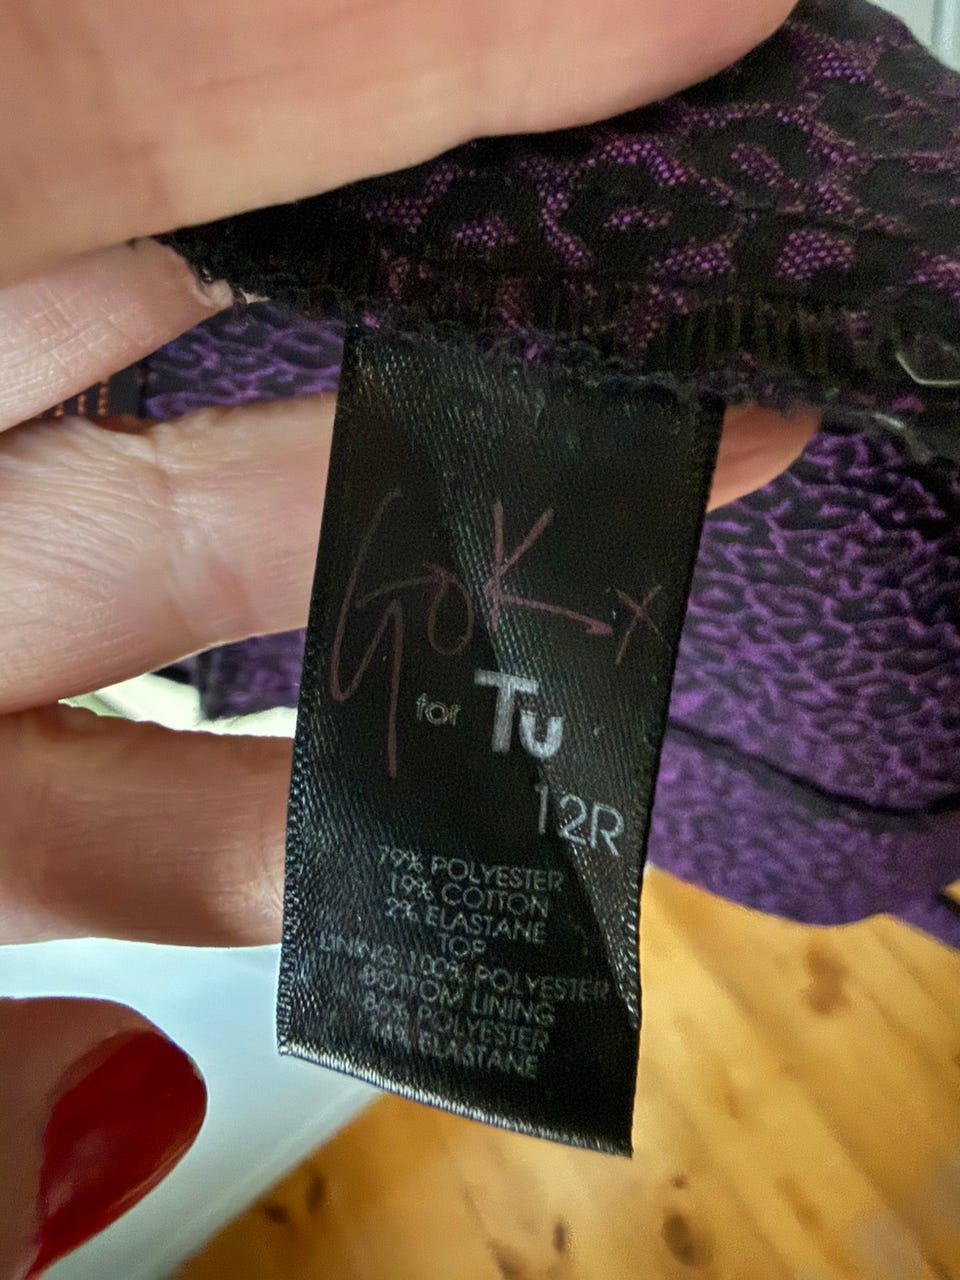 Gok x
for Tu
12R
79% POLYESTER
19% COTTON
2% ELASTANE
TOP
LINING 100% POLYESTER
BOTTOM LINING
86% POLYESTER
14% ELASTANE